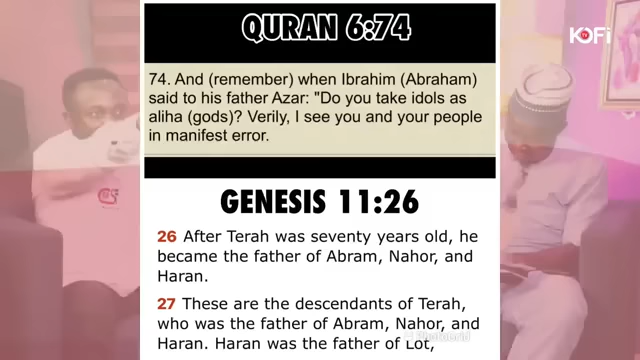 QURAN 6:74
KOFi
TV
74. And (remember) when Ibrahim (Abraham)
said to his father Azar: "Do you take idols as
aliha (gods)? Verily, I see you and your people
in manifest error.
GENESIS 11:26
26 After Terah was seventy years old, he
became the father of Abram, Nahor, and
Haran.
27 These are the descendants of Terah,
who was the father of Abram, Nahor, and
Haran. Haran was the father of Lot,